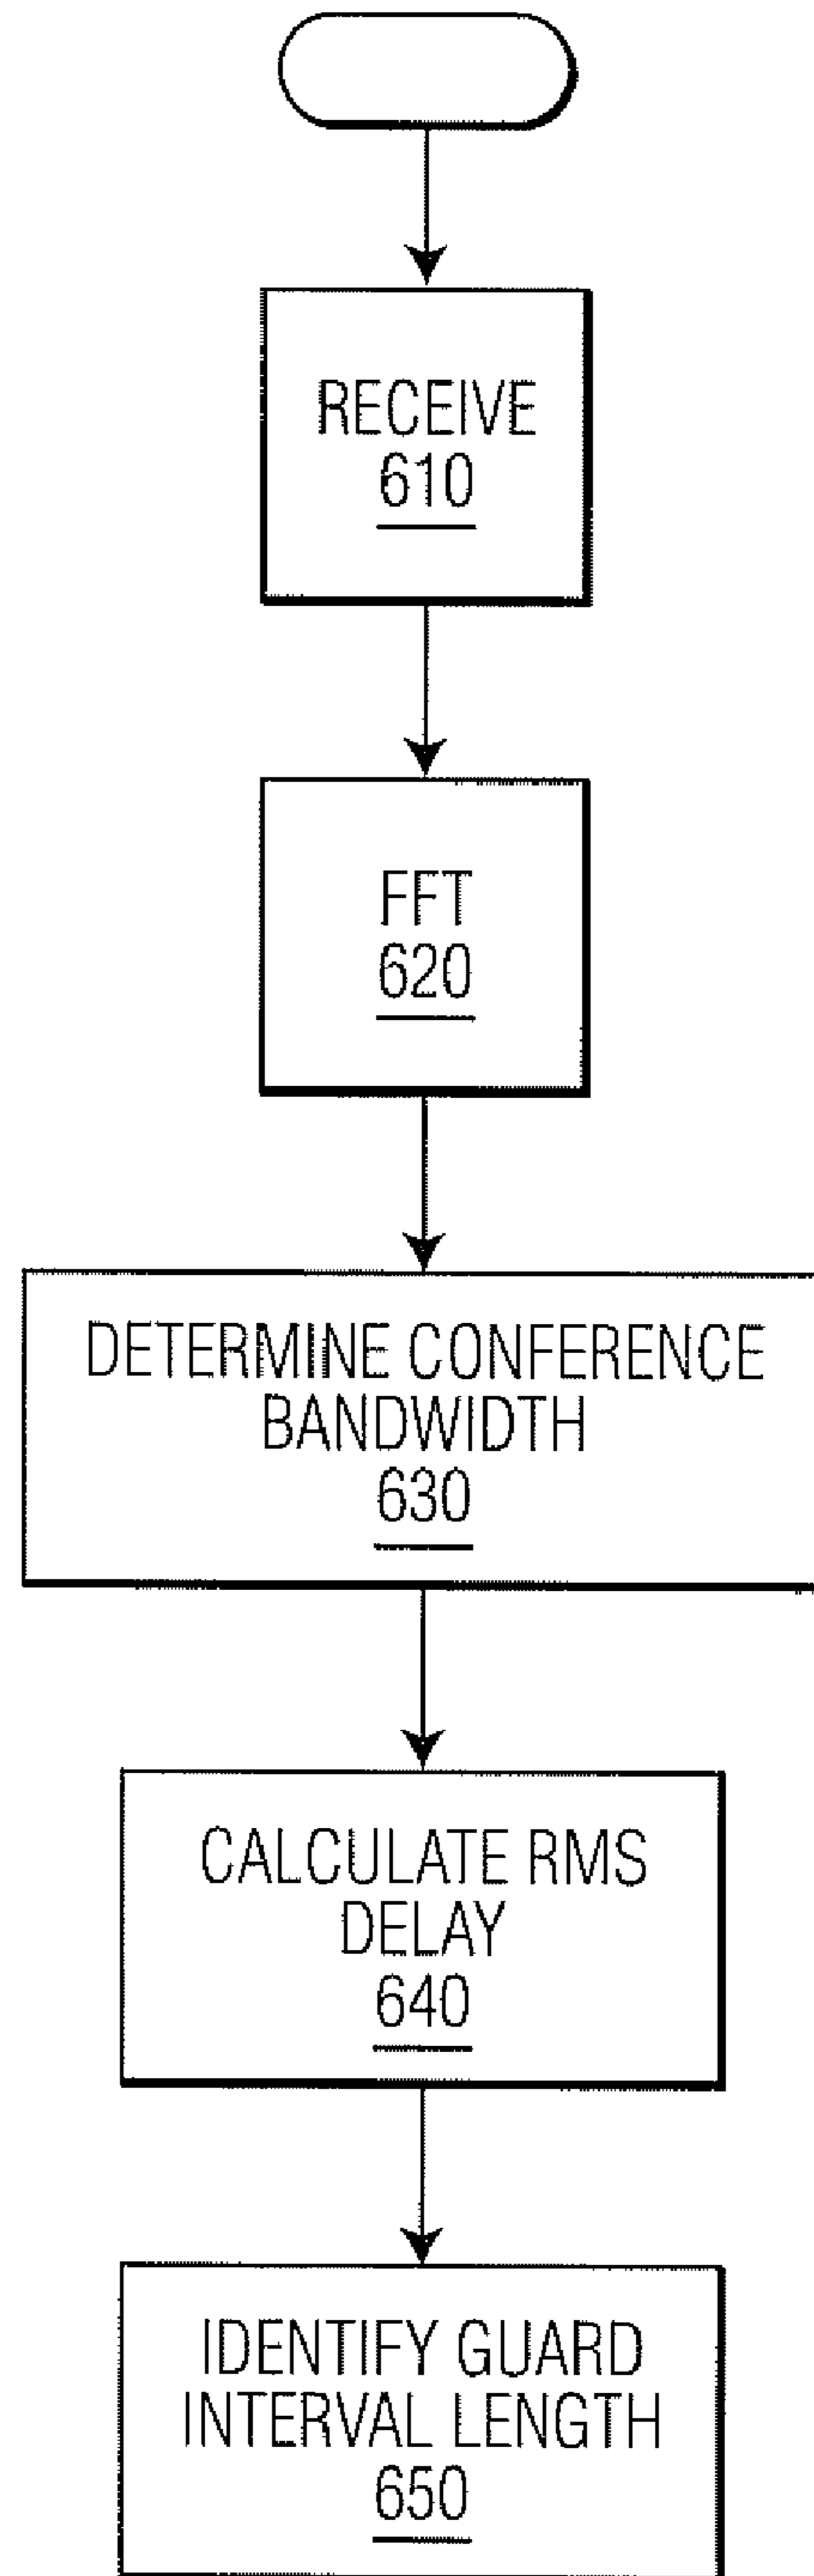 RECEIVE
610
FFT
620
DETERMINE CONFERENCE
BANDWIDTH
630
CALCULATE RMS
DELAY
640
IDENTIFY GUARD
INTERVAL LENGTH
650